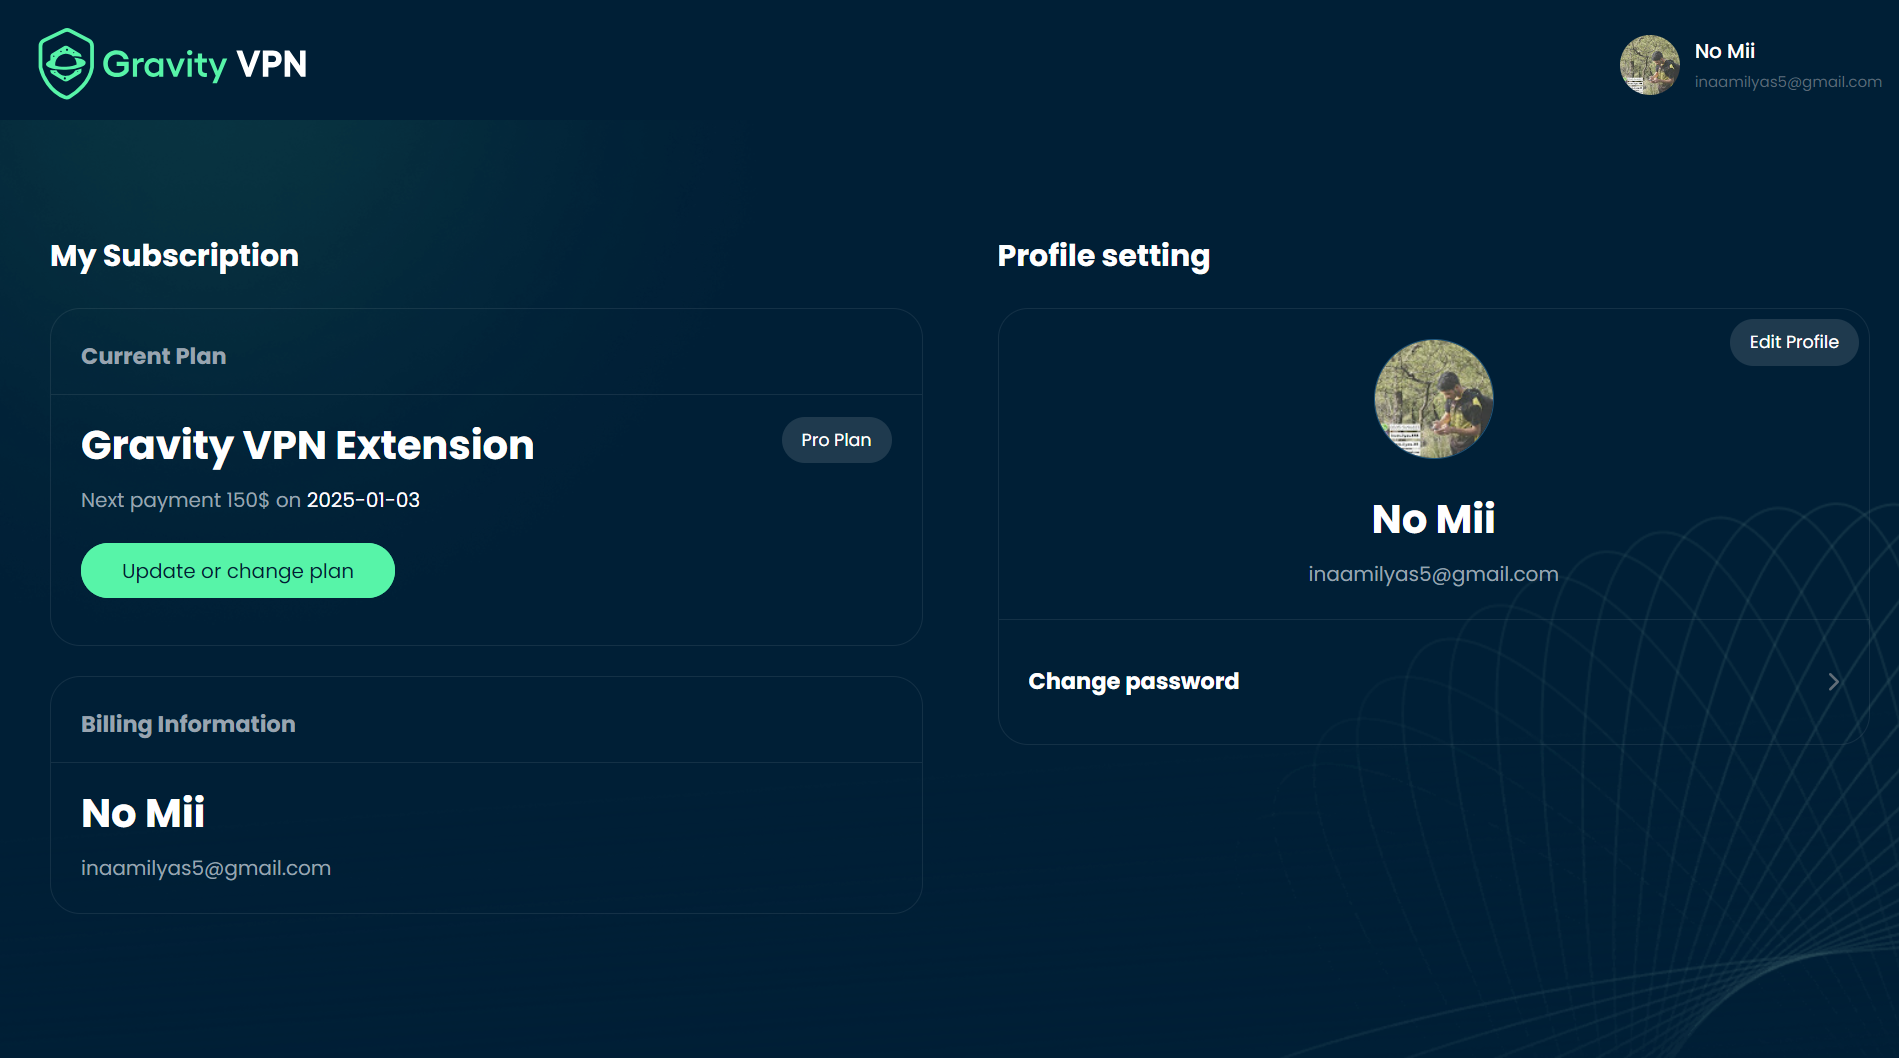 Gravity VPN
No Mii
inaamilyas5@gmail.com
My Subscription
Current Plan
Gravity VPN Extension
Pro Plan
Next payment 150$ on 2025-01-03
Update or change plan
Billing Information
No Mii
inaamilyas5@gmail.com
Profile setting
Edit Profile
No Mii
inaamilyas5@gmail.com
Change password